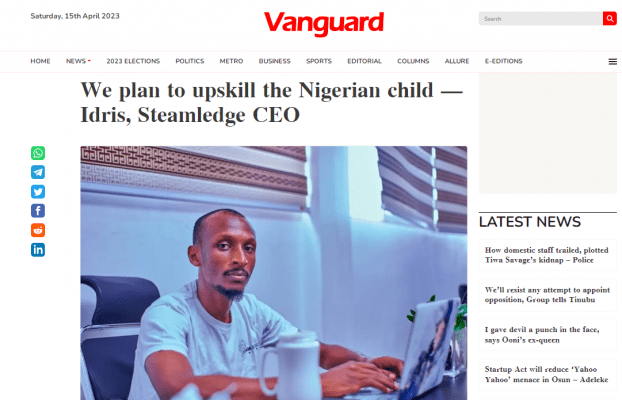 Saturday, 15th April 2023
Vanguard
Search
HOME NEWS 2023 ELECTIONS POLITICS METRO BUSINESS SPORTS EDITORIAL COLUMNS ALLURE E-EDITIONS
We plan to upskill the Nigerian child —
Idris, Steamledge CEO
LATEST NEWS
How domestic staff trailed, plotted
Tiwa Savage's kidnap – Police
We'll resist any attempt to appoint
opposition, Group tells Tinubu
I gave devil a punch in the face,
says Ooni's ex-queen
Startup Act will reduce 'Yahoo
Yahoo' menace in Osun – Adeleke